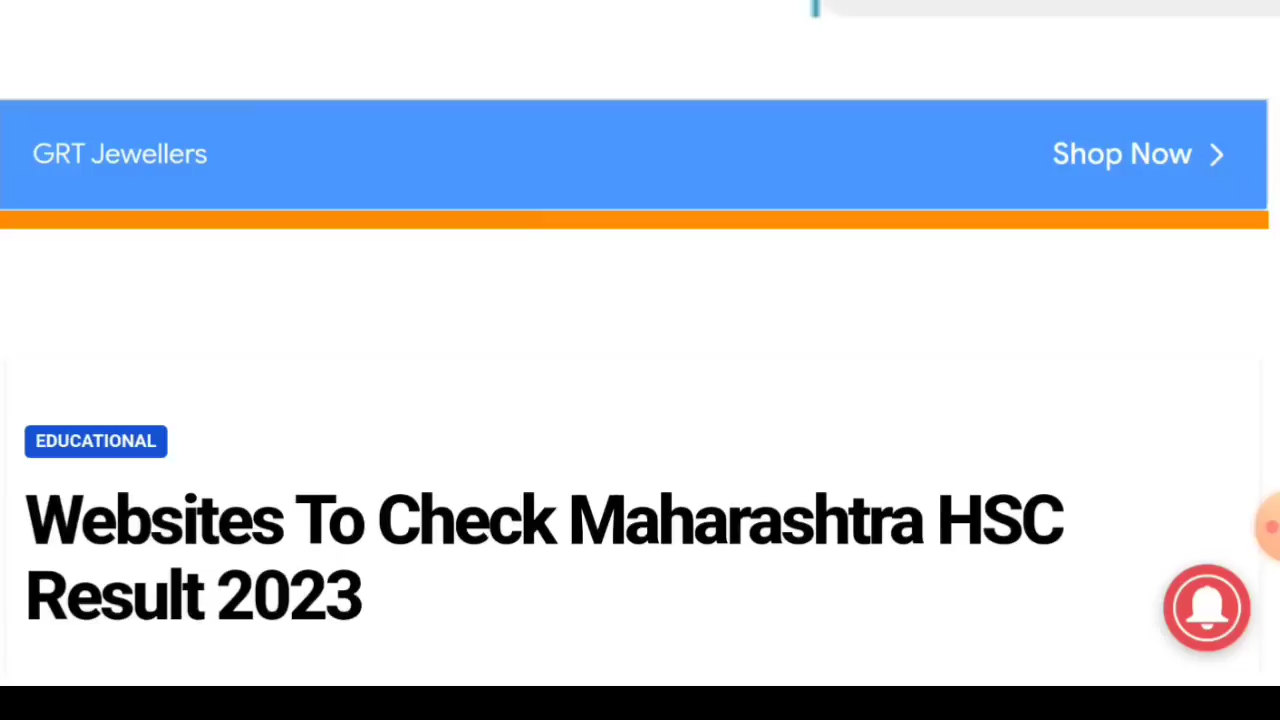 GRT Jewellers
Shop Now
EDUCATIONAL
Websites To Check Maharashtra HSC
Result 2023